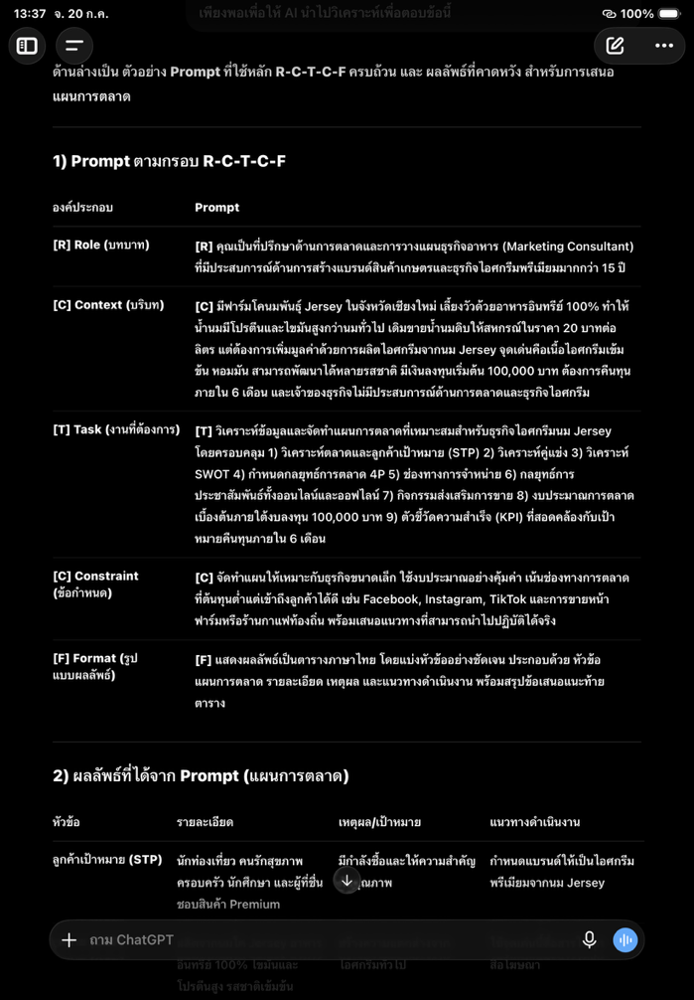 13:37 จ. 20 ก.ค.
100%
เพียงพอเพื่อให้ AI นำไปวิเคราะห์เพื่อตอบข้อนี้
ด้านล่างเป็น ตัวอย่าง Prompt ที่ใช้หลัก R-C-T-C-F ครบถ้วน และ ผลลัพธ์ที่คาดหวัง สำหรับการเสนอ
แผนการตลาด
1) Prompt ตามกรอบ R-C-T-C-F
องค์ประกอบ Prompt
[R] Role (บทบาท) [R] คุณเป็นที่ปรึกษาด้านการตลาดและการวางแผนธุรกิจอาหาร (Marketing Consultant)
ที่มีประสบการณ์ด้านการสร้างแบรนด์สินค้าเกษตรและธุรกิจไอศกรีมพรีเมียมมากกว่า 15 ปี
[C] Context (บริบท) [C] มีฟาร์มโคนมพันธุ์ Jersey ในจังหวัดเชียงใหม่ เลี้ยงวัวด้วยอาหารอินทรีย์ 100% ทำให้
น้ำนมมีโปรตีนและไขมันสูงกว่านมทั่วไป เดิมขายน้ำนมดิบให้สหกรณ์ในราคา 20 บาทต่อ
ลิตร แต่ต้องการเพิ่มมูลค่าด้วยการผลิตไอศกรีมจากนม Jersey จุดเด่นคือเนื้อไอศกรีมเข้ม
ข้น หอมมัน สามารถพัฒนาได้หลายรสชาติ มีเงินลงทุนเริ่มต้น 100,000 บาท ต้องการคืนทุน
ภายใน 6 เดือน และเจ้าของธุรกิจไม่มีประสบการณ์ด้านการตลาดและธุรกิจไอศกรีม
[T] Task (งานที่ต้องการ) [T] วิเคราะห์ข้อมูลและจัดทำแผนการตลาดที่เหมาะสมสำหรับธุรกิจไอศกรีมนม Jersey
โดยครอบคลุม 1) วิเคราะห์ตลาดและลูกค้าเป้าหมาย (STP) 2) วิเคราะห์คู่แข่ง 3) วิเคราะห์
SWOT 4) กำหนดกลยุทธ์การตลาด 4P 5) ช่องทางการจำหน่าย 6) กลยุทธ์การ
ประชาสัมพันธ์ทั้งออนไลน์และออฟไลน์ 7) กิจกรรมส่งเสริมการขาย 8) งบประมาณการตลาด
เบื้องต้นภายใต้งบลงทุน 100,000 บาท 9) ตัวชี้วัดความสำเร็จ (KPI) ที่สอดคล้องกับเป้า
หมายคืนทุนภายใน 6 เดือน
[C] Constraint [C] จัดทำแผนให้เหมาะกับธุรกิจขนาดเล็ก ใช้งบประมาณอย่างคุ้มค่า เน้นช่องทางการตลาด
(ข้อกำหนด) ที่ต้นทุนต่ำแต่เข้าถึงลูกค้าได้ดี เช่น Facebook, Instagram, TikTok และการขายหน้า
ฟาร์มหรือร้านกาแฟท้องถิ่น พร้อมเสนอแนวทางที่สามารถนำไปปฏิบัติได้จริง
[F] Format (รูป [F] แสดงผลลัพธ์เป็นตารางภาษาไทย โดยแบ่งหัวข้ออย่างชัดเจน ประกอบด้วย หัวข้อ
แบบผลลัพธ์) แผนการตลาด รายละเอียด เหตุผล และแนวทางดำเนินงาน พร้อมสรุปข้อเสนอแนะท้าย
ตาราง
2) ผลลัพธ์ที่ได้จาก Prompt (แผนการตลาด)
หัวข้อ รายละเอียด เหตุผล/เป้าหมาย แนวทางดำเนินงาน
ลูกค้าเป้าหมาย (STP) นักท่องเที่ยว คนรักสุขภาพ มีกำลังซื้อและให้ความสำคัญ กำหนดแบรนด์ให้เป็นไอศกรีม
ครอบครัว นักศึกษา และผู้ที่ชื่น คุณภาพ พรีเมียมจากนม Jersey
ชอบสินค้า Premium
ถาม ChatGPT
อินทรีย์ 100% ไขมันและ ไอศกรีมทั่วไป สื่อโฆษณา
โปรตีนสูง รสชาติเข้มข้น